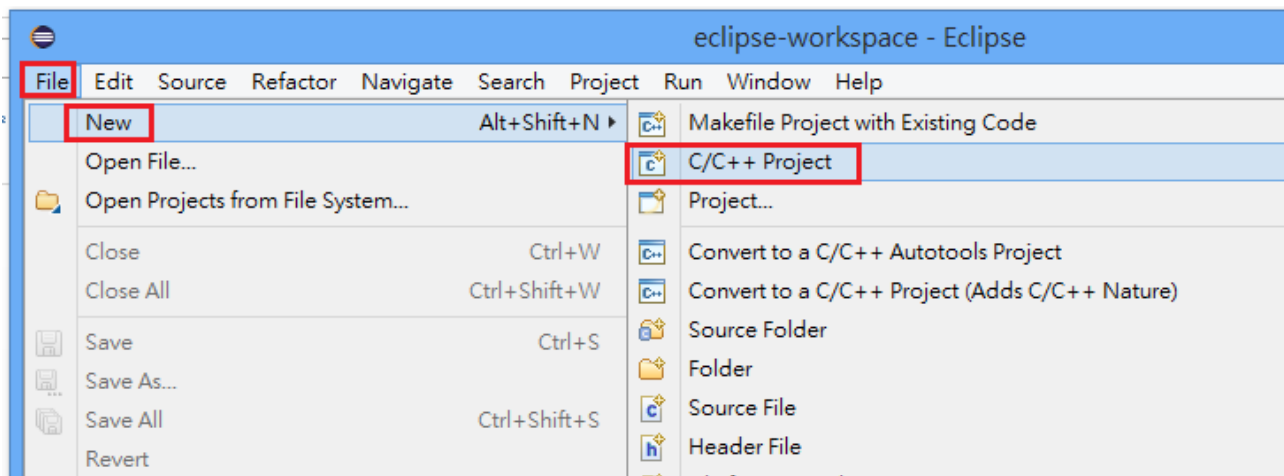 eclipse-workspace - Eclipse
File Edit Source Refactor Navigate Search Project Run Window Help
New Alt+Shift+N
Open File...
Open Projects from File System...
Close Ctrl+W
Close All Ctrl+Shift+W
Save Ctrl+S
Save As...
Save All Ctrl+Shift+S
Revert
Makefile Project with Existing Code
C/C++ Project
Project...
Convert to a C/C++ Autotools Project
Convert to a C/C++ Project (Adds C/C++ Nature)
Source Folder
Folder
Source File
Header File